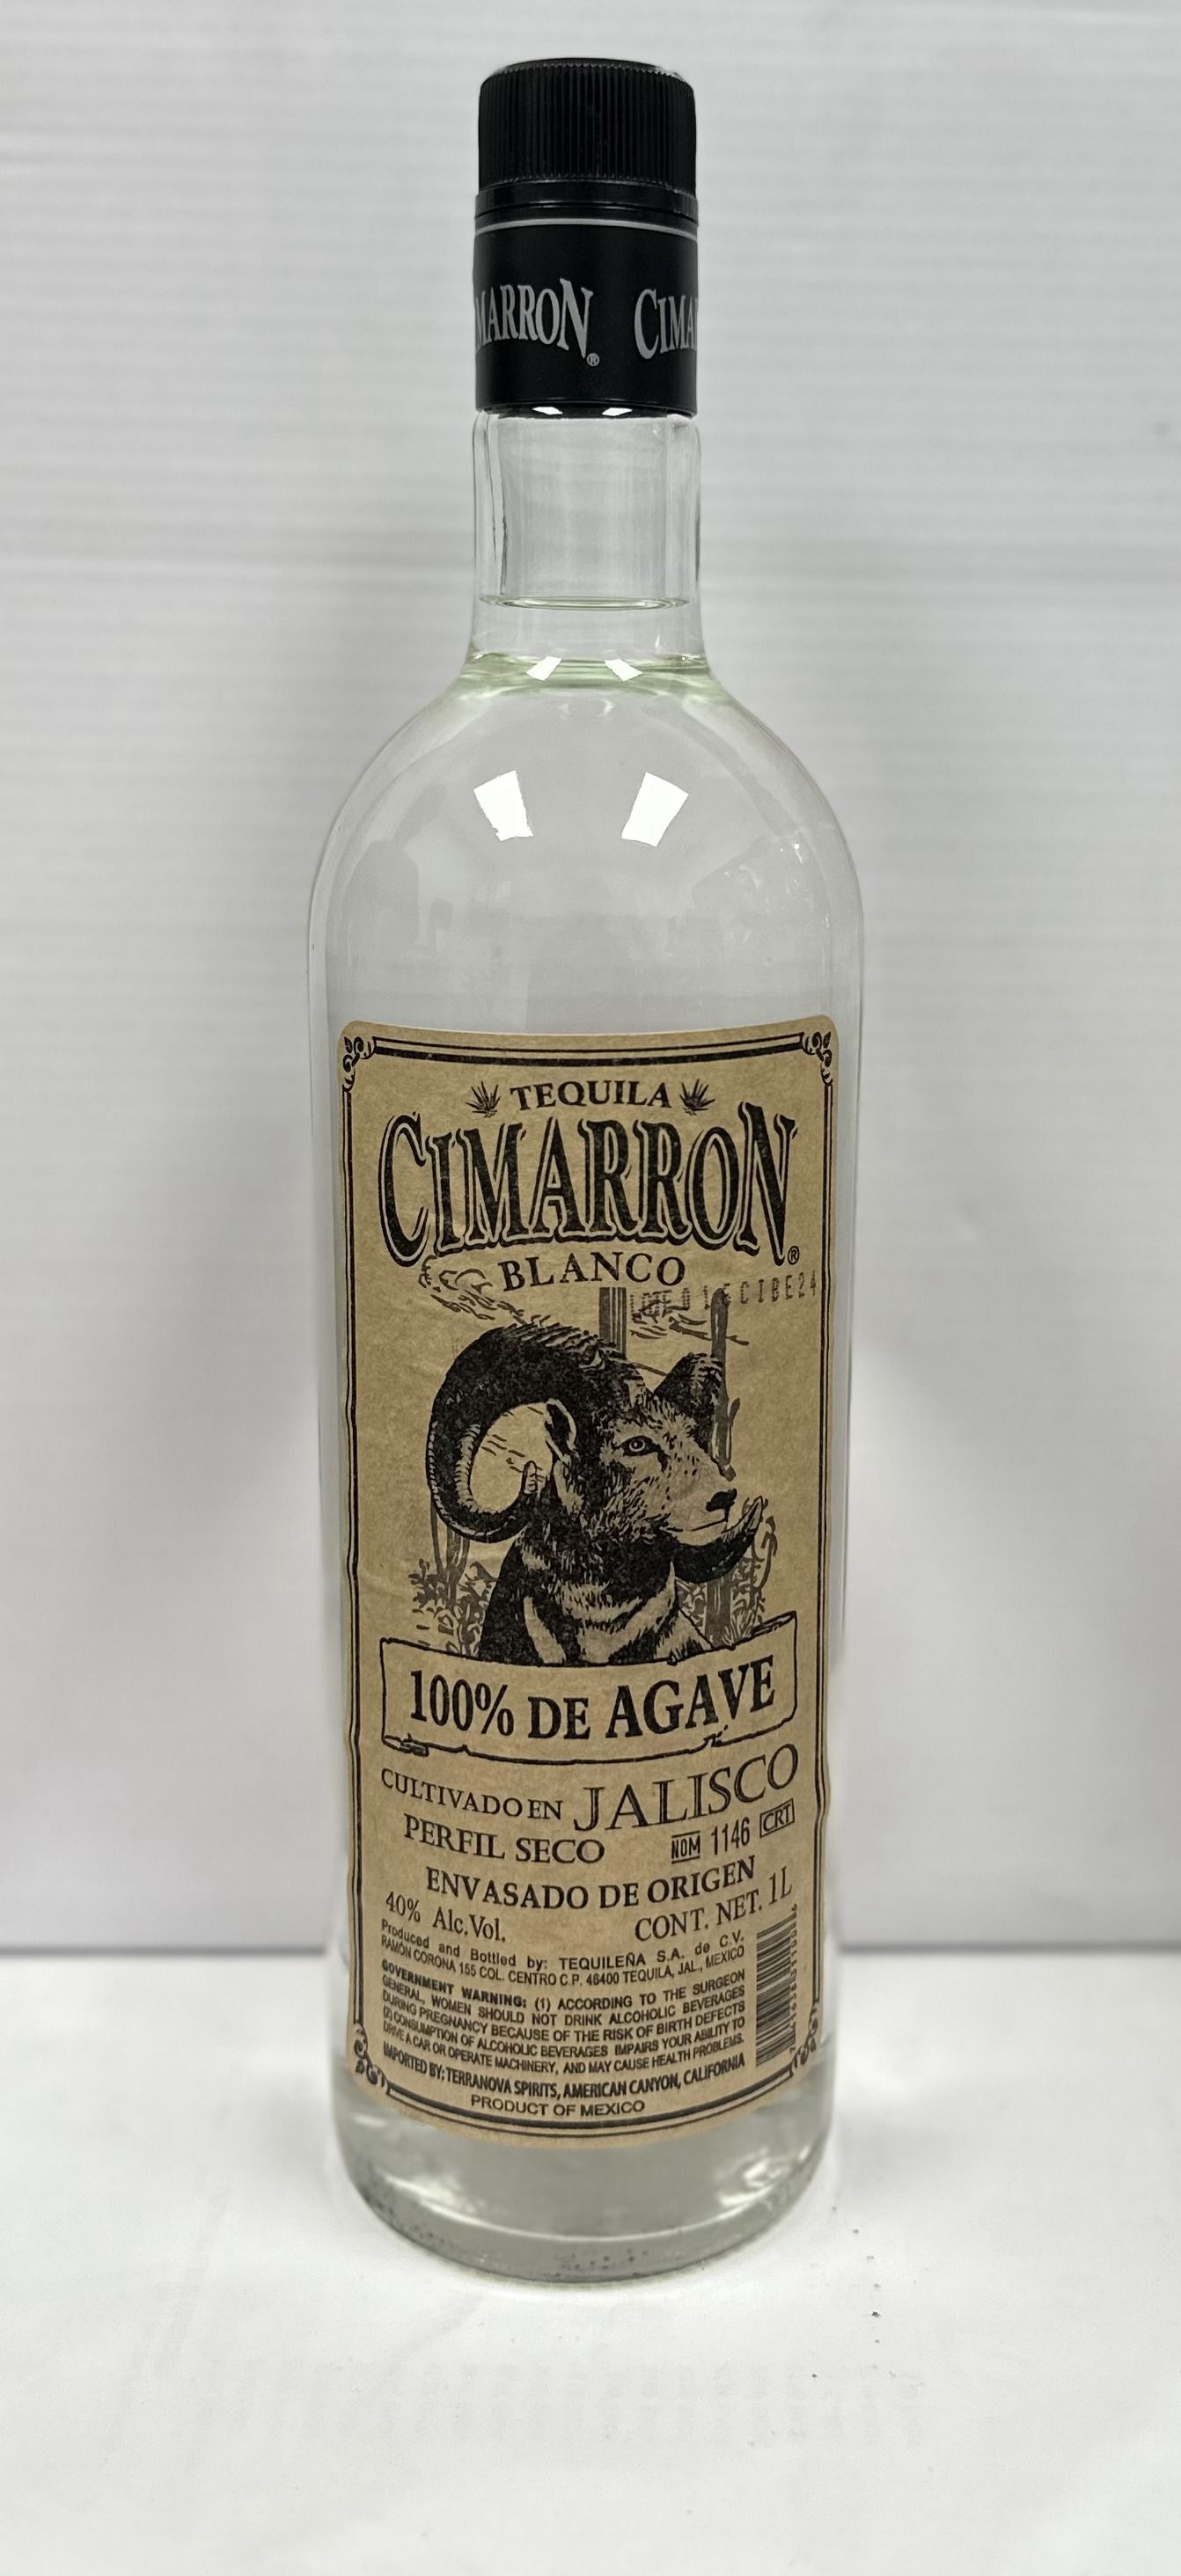 MARRON® CIMA
TEQUILA
CIMARRON®
BLANCO
100% DE AGAVE
CULTIVADO EN JALISCO
PERFIL SECO NOM 1146 CRT
ENVASADO DE ORIGEN
40% Alc.Vol. CONT. NET. 1L
Produced and Bottled by: TEQUILEÑA S.A. de C.V.
RAMÓN CORONA 155 COL. CENTRO C.P. 46400 TEQUILA, JAL., MEXICO
GOVERNMENT WARNING: (1) ACCORDING TO THE SURGEON
GENERAL, WOMEN SHOULD NOT DRINK ALCOHOLIC BEVERAGES
DURING PREGNANCY BECAUSE OF THE RISK OF BIRTH DEFECTS
(2) CONSUMPTION OF ALCOHOLIC BEVERAGES IMPAIRS YOUR ABILITY TO
DRIVE A CAR OR OPERATE MACHINERY, AND MAY CAUSE HEALTH PROBLEMS.
IMPORTED BY: TERRANOVA SPIRITS, AMERICAN CANYON, CALIFORNIA
PRODUCT OF MEXICO